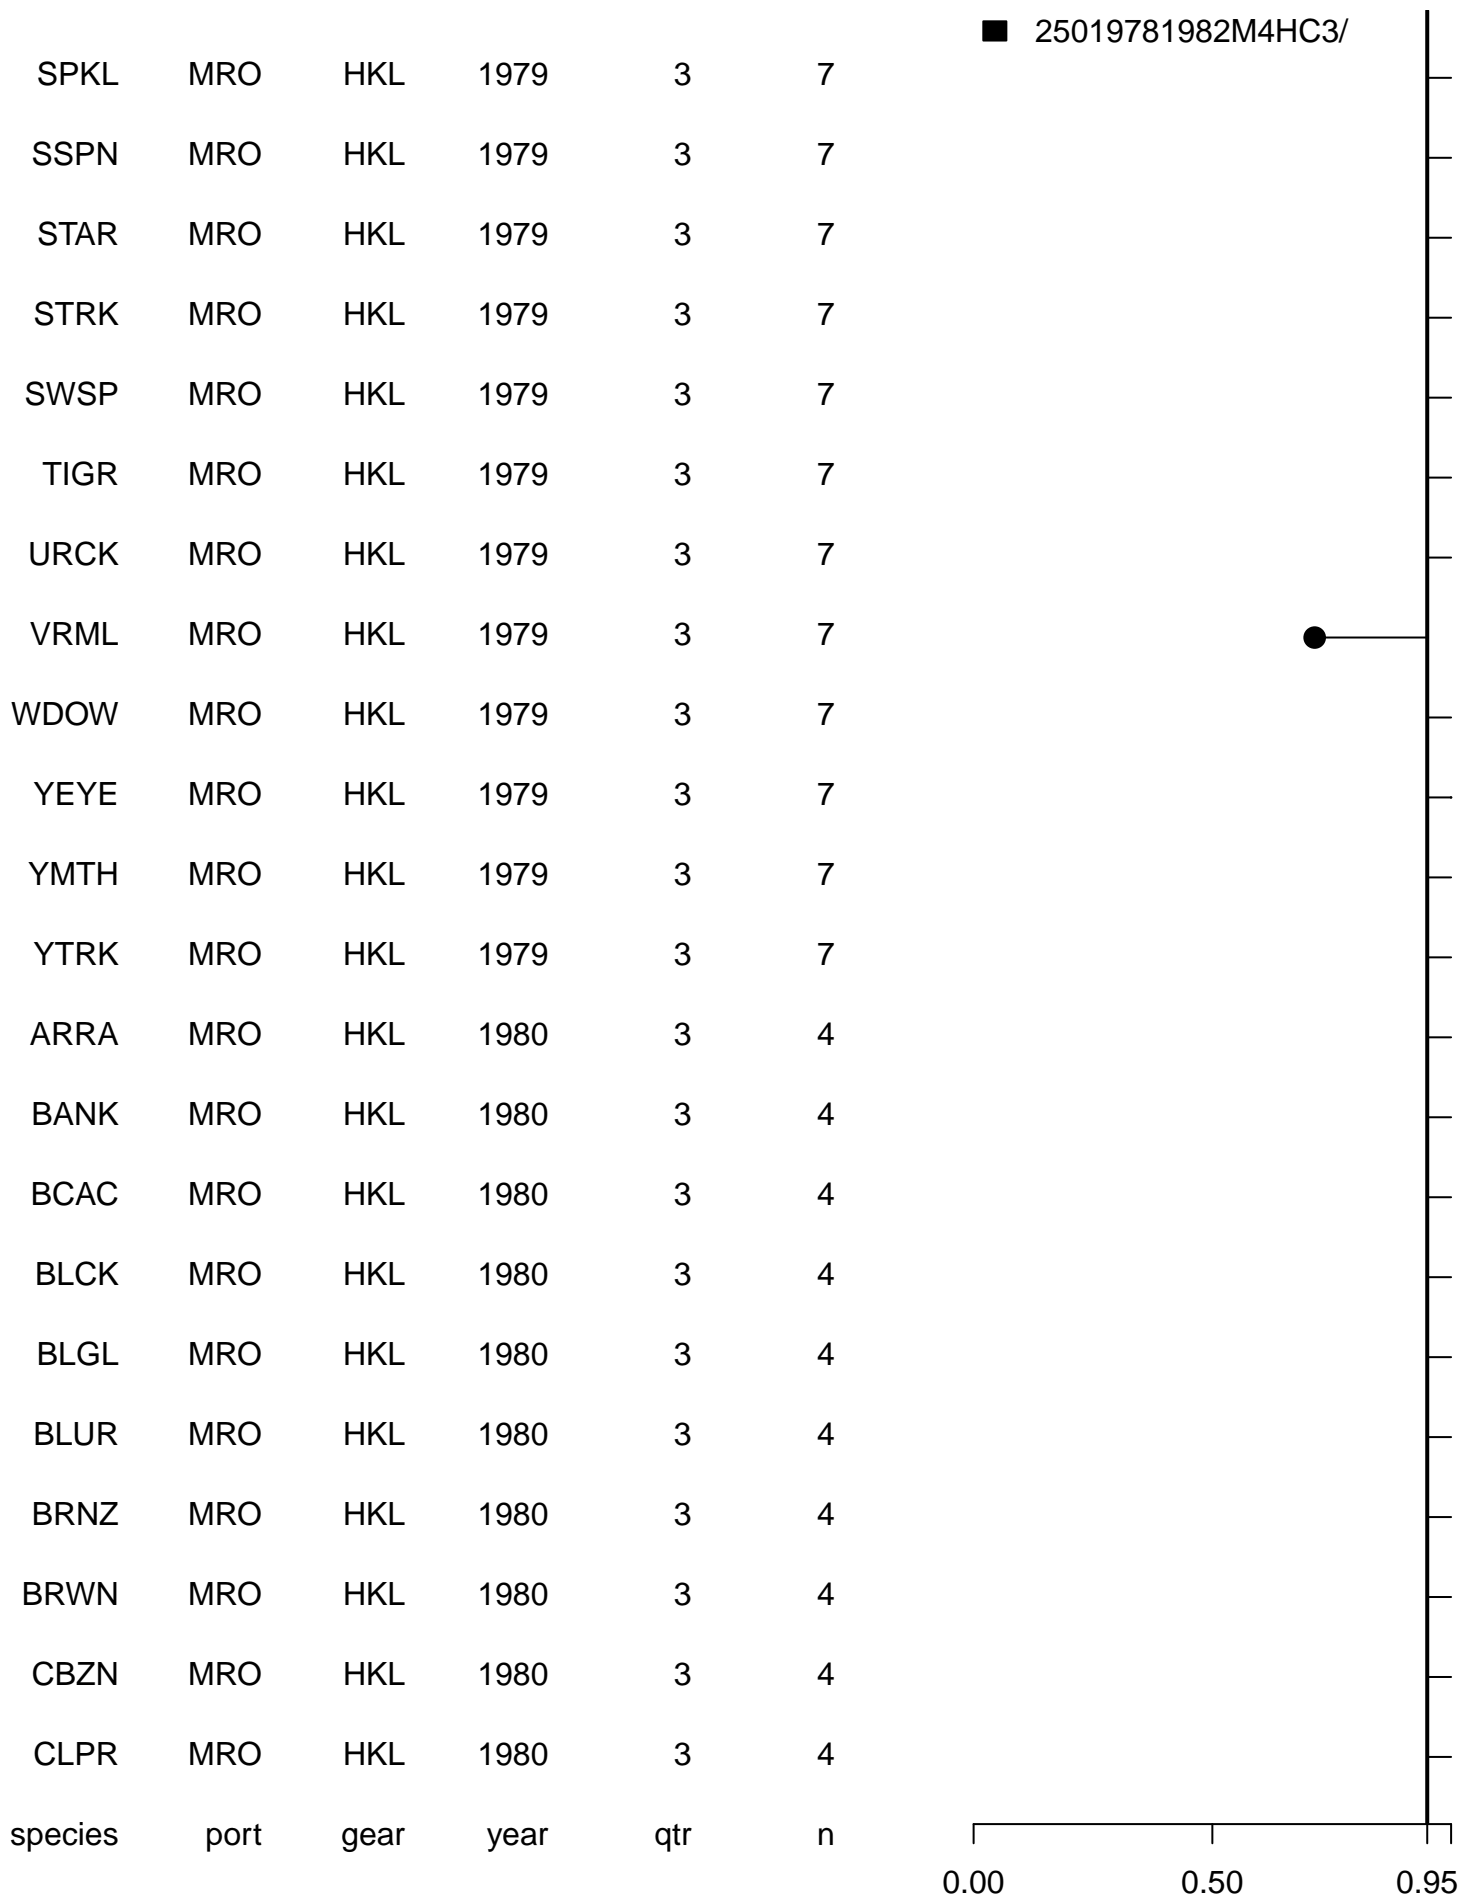 25019781982M4HC3/
SPKL MRO HKL 1979 3 7
SSPN MRO HKL 1979 3 7
STAR MRO HKL 1979 3 7
STRK MRO HKL 1979 3 7
SWSP MRO HKL 1979 3 7
TIGR MRO HKL 1979 3 7
URCK MRO HKL 1979 3 7
VRML MRO HKL 1979 3 7
WDOW MRO HKL 1979 3 7
YEYE MRO HKL 1979 3 7
YMTH MRO HKL 1979 3 7
YTRK MRO HKL 1979 3 7
ARRA MRO HKL 1980 3 4
BANK MRO HKL 1980 3 4
BCAC MRO HKL 1980 3 4
BLCK MRO HKL 1980 3 4
BLGL MRO HKL 1980 3 4
BLUR MRO HKL 1980 3 4
BRNZ MRO HKL 1980 3 4
BRWN MRO HKL 1980 3 4
CBZN MRO HKL 1980 3 4
CLPR MRO HKL 1980 3 4
species port gear year qtr n
0.00 0.50 0.95